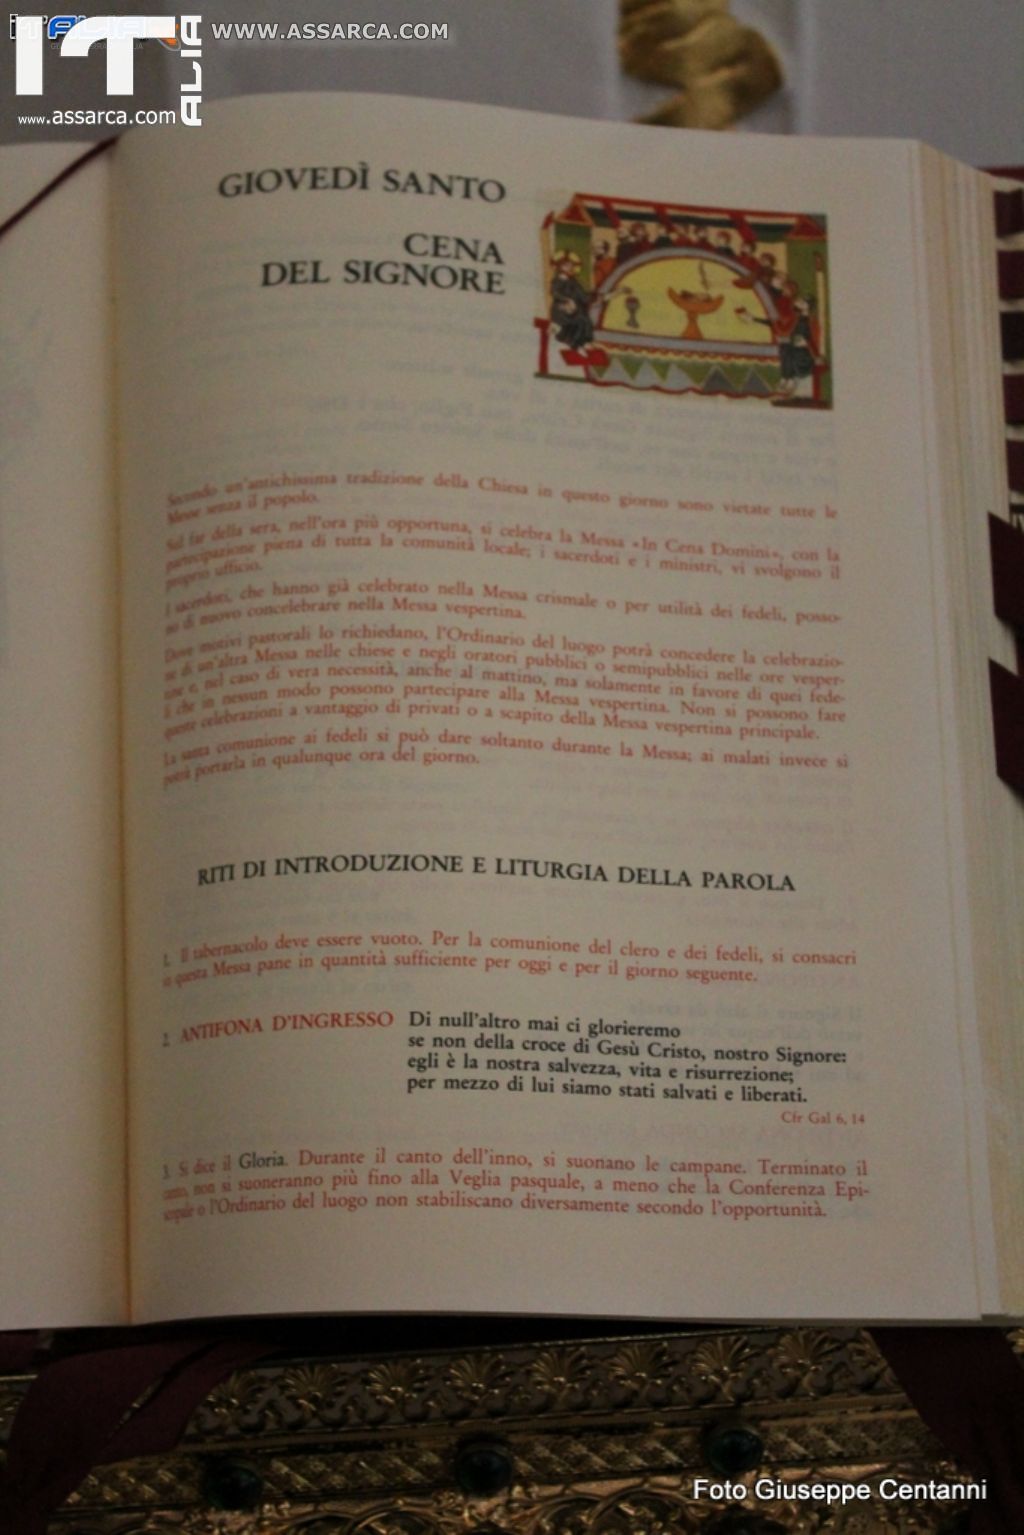 ITALIA
WWW.ASSARCA.COM
IT
ALIA
www.assarca.com
GIOVEDÌ SANTO
CENA
DEL SIGNORE
Secondo un'antichissima tradizione della Chiesa in questo giorno sono vietate tutte le
Messe senza il popolo.
Sul far della sera, nell'ora più opportuna, si celebra la Messa «In Cena Domini», con la
partecipazione piena di tutta la comunità locale; i sacerdoti e i ministri, vi svolgono il
proprio ufficio.
I sacerdoti, che hanno già celebrato nella Messa crismale o per utilità dei fedeli, posso-
no di nuovo concelebrare nella Messa vespertina.
Dove motivi pastorali lo richiedano, l'Ordinario del luogo potrà concedere la celebrazio-
ne di un'altra Messa nelle chiese e negli oratori pubblici o semipubblici nelle ore vesper-
tine e, nel caso di vera necessità, anche al mattino, ma solamente in favore di quei fede-
li che in nessun modo possono partecipare alla Messa vespertina. Non si possono fare
queste celebrazioni a vantaggio di privati o a scapito della Messa vespertina principale.
La santa comunione ai fedeli si può dare soltanto durante la Messa; ai malati invece si
potrà portarla in qualunque ora del giorno.
RITI DI INTRODUZIONE E LITURGIA DELLA PAROLA
1. Il tabernacolo deve essere vuoto. Per la comunione del clero e dei fedeli, si consacri
in questa Messa pane in quantità sufficiente per oggi e per il giorno seguente.
2. ANTIFONA D'INGRESSO Di null'altro mai ci glorieremo
se non della croce di Gesù Cristo, nostro Signore:
egli è la nostra salvezza, vita e risurrezione;
per mezzo di lui siamo stati salvati e liberati.
Cfr Gal 6, 14
3. Si dice il Gloria. Durante il canto dell'inno, si suonano le campane. Terminato il
canto, non si suoneranno più fino alla Veglia pasquale, a meno che la Conferenza Epi-
scopale o l'Ordinario del luogo non stabiliscano diversamente secondo l'opportunità.
Foto Giuseppe Centanni